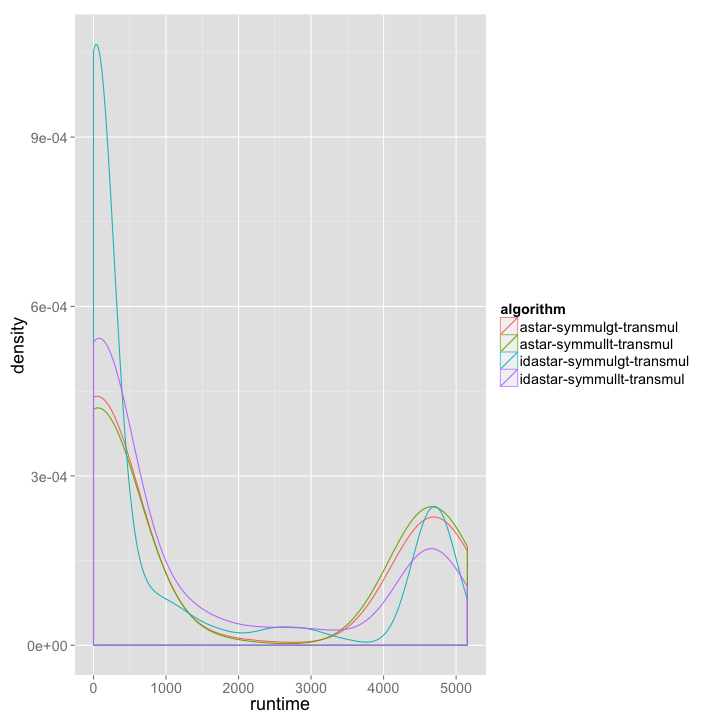 9e-04
6e-04
3e-04
0e+00
density
0
1000
2000
3000
4000
5000
runtime
algorithm
astar-symmulgt-transmul
astar-symmullt-transmul
idastar-symmulgt-transmul
idastar-symmullt-transmul